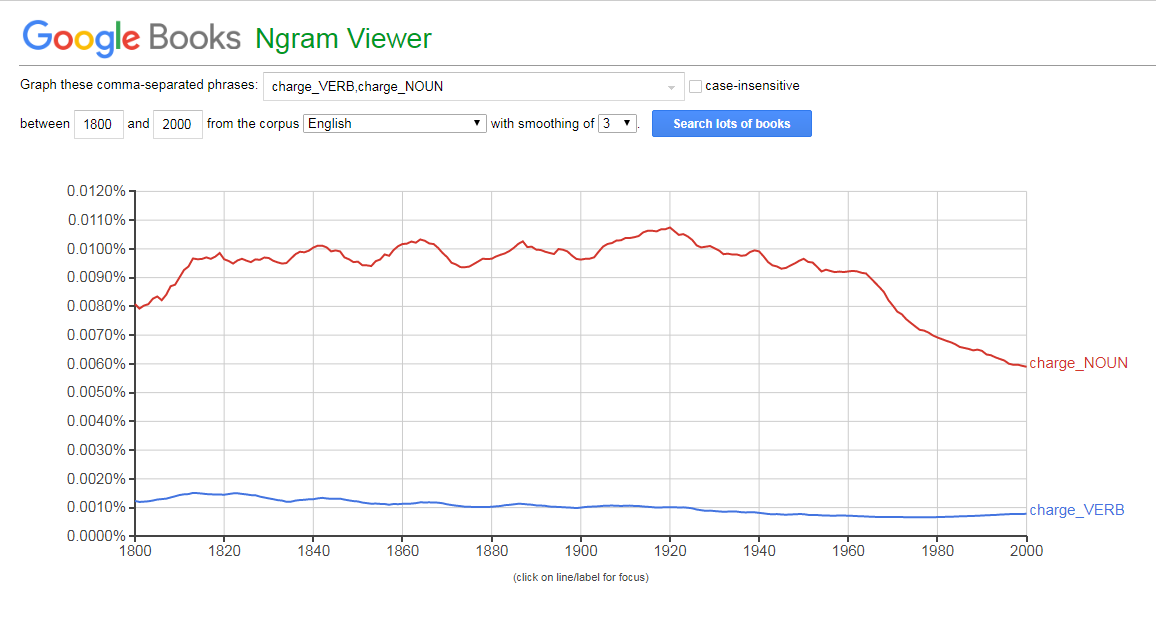 Google Books Ngram Viewer
Graph these comma-separated phrases: charge_VERB,charge_NOUN case-insensitive
between 1800 and 2000 from the corpus English with smoothing of 3 . Search lots of books
0.0120%
0.0110%
0.0100%
0.0090%
0.0080%
0.0070%
0.0060%
charge_NOUN
0.0050%
0.0040%
0.0030%
0.0020%
0.0010%
charge_VERB
0.0000%
1800 1820 1840 1860 1880 1900 1920 1940 1960 1980 2000
(click on line/label for focus)